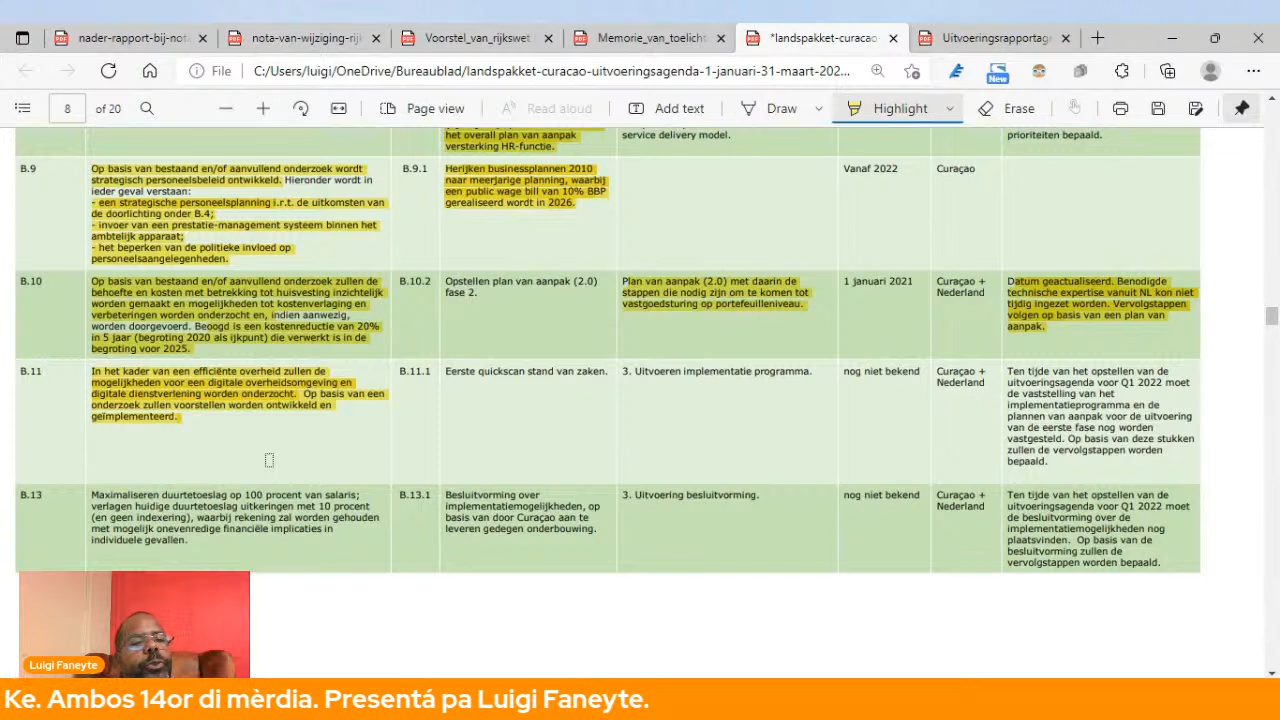 nader-rapport-bij-nota
nota-van-wijziging-rij
Voorstel_van_rijkswet
Memorie_van_toelicht
*landspakket-curacao
Uitvoeringsrapportag
File
C:/Users/luigi/OneDrive/Bureaublad/landspakket-curacao-uitvoeringsagenda-1-januari-31-maart-202...
New
8 of 20
Page view
Read aloud
Add text
Draw
Highlight
Erase
het overall plan van aanpak
versterking HR-functie.
service delivery model.
prioriteiten bepaald.
B.9
Op basis van bestaand en/of aanvullend onderzoek wordt
strategisch personeelsbeleid ontwikkeld. Hieronder wordt in
ieder geval verstaan:
- een strategische personeelsplanning i.r.t. de uitkomsten van
de doorlichting onder B.4;
- invoer van een prestatie-management systeem binnen het
ambtelijk apparaat;
- het beperken van de politieke invloed op
personeelsaangelegenheden.
B.9.1
Herijken businessplannen 2010
naar meerjarige planning, waarbij
een public wage bill van 10% BBP
gerealiseerd wordt in 2026.
Vanaf 2022
Curaçao
B.10
Op basis van bestaand en/of aanvullend onderzoek zullen de
behoefte en kosten met betrekking tot huisvesting inzichtelijk
worden gemaakt en mogelijkheden tot kostenverlaging en
verbeteringen worden onderzocht en, indien aanwezig,
worden doorgevoerd. Beoogd is een kostenreductie van 20%
in 5 jaar (begroting 2020 als ijkpunt) die verwerkt is in de
begroting voor 2025.
B.10.2
Opstellen plan van aanpak (2.0)
fase 2.
Plan van aanpak (2.0) met daarin de
stappen die nodig zijn om te komen tot
vastgoedsturing op portefeuilleniveau.
1 januari 2021
Curaçao +
Nederland
Datum geactualiseerd. Benodigde
technische expertise vanuit NL kon niet
tijdig ingezet worden. Vervolgstappen
volgen op basis van een plan van
aanpak.
B.11
In het kader van een efficiënte overheid zullen de
mogelijkheden voor een digitale overheidsomgeving en
digitale dienstverlening worden onderzocht. Op basis van een
onderzoek zullen voorstellen worden ontwikkeld en
geïmplementeerd.
B.11.1
Eerste quickscan stand van zaken.
3. Uitvoeren implementatie programma.
nog niet bekend
Curaçao +
Nederland
Ten tijde van het opstellen van de
uitvoeringsagenda voor Q1 2022 moet
de vaststelling van het
implementatieprogramma en de
plannen van aanpak voor de uitvoering
van de eerste fase nog worden
vastgesteld. Op basis van deze stukken
zullen de vervolgstappen worden
bepaald.
B.13
Maximaliseren duurtetoeslag op 100 procent van salaris;
verlagen huidige duurtetoeslag uitkeringen met 10 procent
(en geen indexering), waarbij rekening zal worden gehouden
met mogelijk onevenredige financiële implicaties in
individuele gevallen.
B.13.1
Besluitvorming over
implementatiemogelijkheden, op
basis van door Curaçao aan te
leveren gedegen onderbouwing.
3. Uitvoering besluitvorming.
nog niet bekend
Curaçao +
Nederland
Ten tijde van het opstellen van de
uitvoeringsagenda voor Q1 2022 moet
de besluitvorming over de
implementatiemogelijkheden nog
plaatsvinden. Op basis van de
besluitvorming zullen de
vervolgstappen worden bepaald.
Luigi Faneyte
Ke. Ambos 14or di mèrdia. Presentá pa Luigi Faneyte.